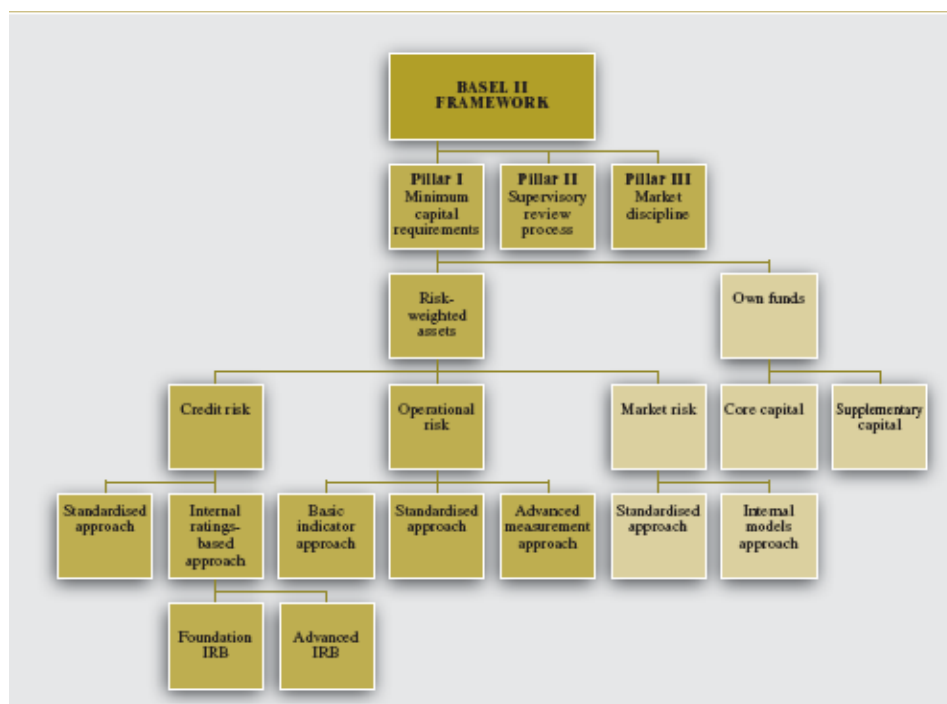 BASEL II
FRAMEWORK
Pillar I
Minimum
capital
requirements
Pillar II
Supervisory
review
process
Pillar III
Market
discipline
Risk-
weighted
assets
Own funds
Credit risk
Operational
risk
Market risk
Core capital
Supplementary
capital
Standardised
approach
Internal
ratings-
based
approach
Basic
indicator
approach
Standardised
approach
Advanced
measurement
approach
Standardised
approach
Internal
models
approach
Foundation
IRB
Advanced
IRB